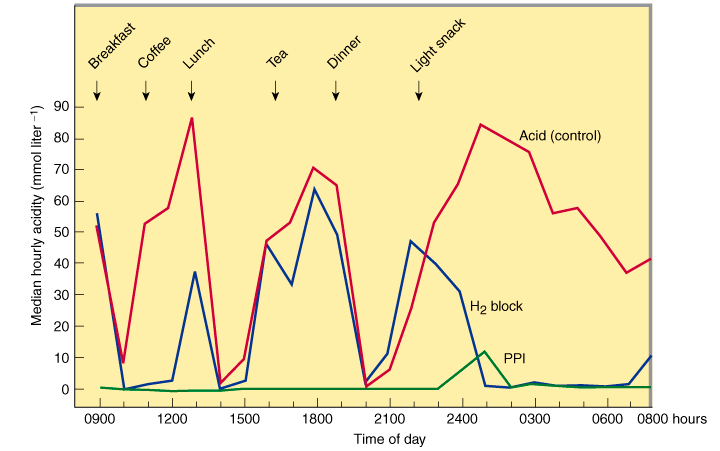 Breakfast
Coffee
Lunch
Tea
Dinner
Light snack
Median hourly acidity (mmol liter ⁻¹)
90
80
70
60
50
40
30
20
10
0
Acid (control)
H₂ block
PPI
0900 1200 1500 1800 2100 2400 0300 0600 0800 hours
Time of day